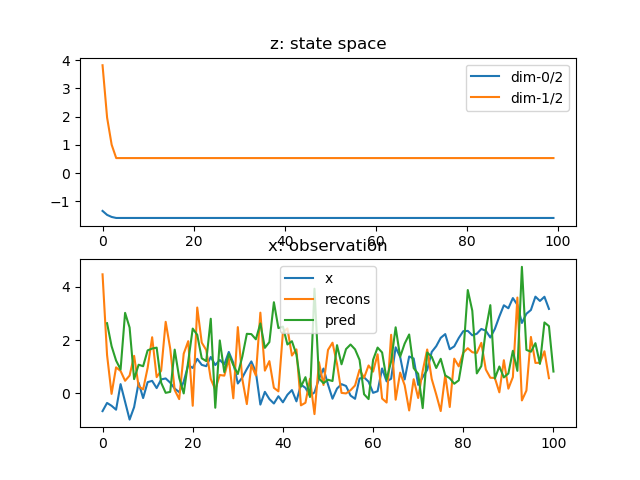 z: state space
4
3
2
1
0
−1
dim-0/2
dim-1/2
0 20 40 60 80 100
x: observation
4
2
0
x
recons
pred
0 20 40 60 80 100